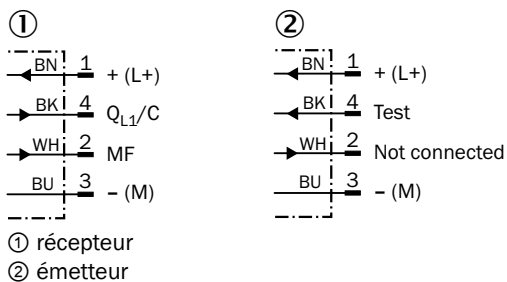 ① ②
BN 1 + (L+)
BK 4 Q_L1/C
WH 2 MF
BU 3 – (M)
BN 1 + (L+)
BK 4 Test
WH 2 Not connected
BU 3 – (M)
① récepteur
② émetteur